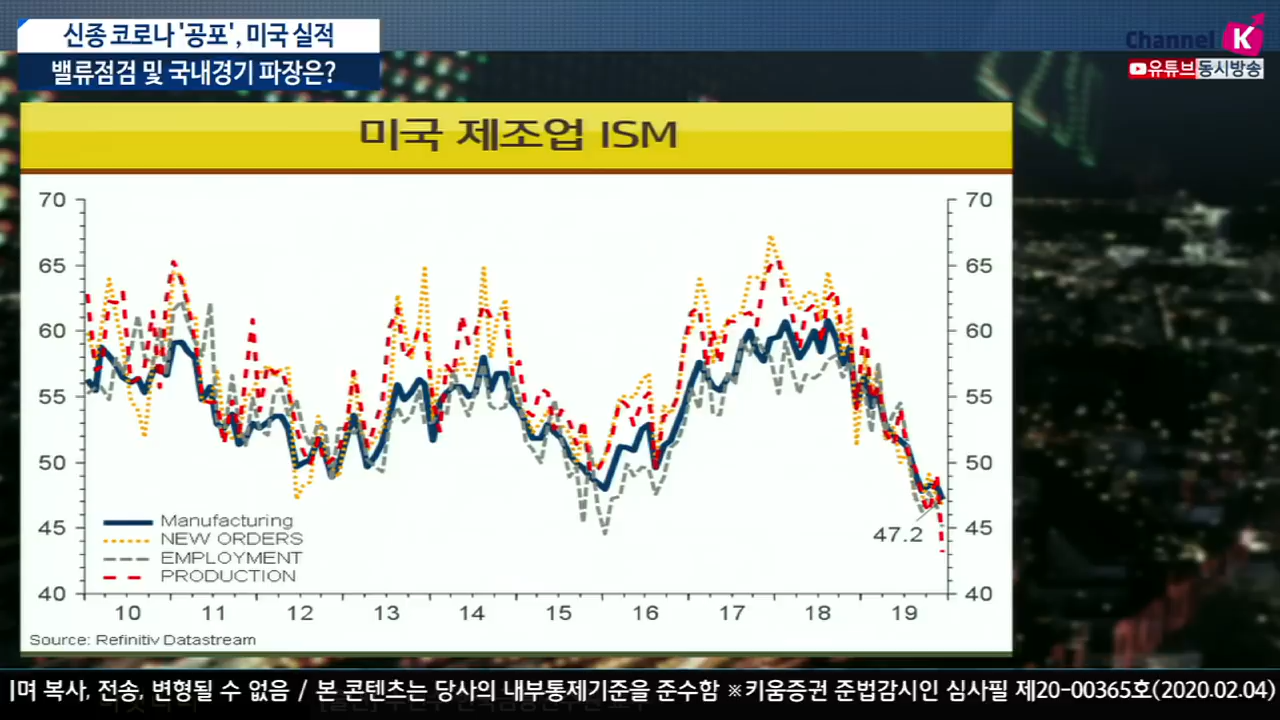 신종 코로나 '공포', 미국 실적
밸류점검 및 국내경기 파장은?
Channel K
유튜브 동시방송
미국 제조업 ISM
70 70
65 65
60 60
55 55
50 50
45 45
40 40
47.2
Manufacturing
NEW ORDERS
EMPLOYMENT
PRODUCTION
10 11 12 13 14 15 16 17 18 19
Source: Refinitiv Datastream
며 복사, 전송, 변형될 수 없음 / 본 콘텐츠는 당사의 내부통제기준을 준수함 ※키움증권 준법감시인 심사필 제20-00365호(2020.02.04)